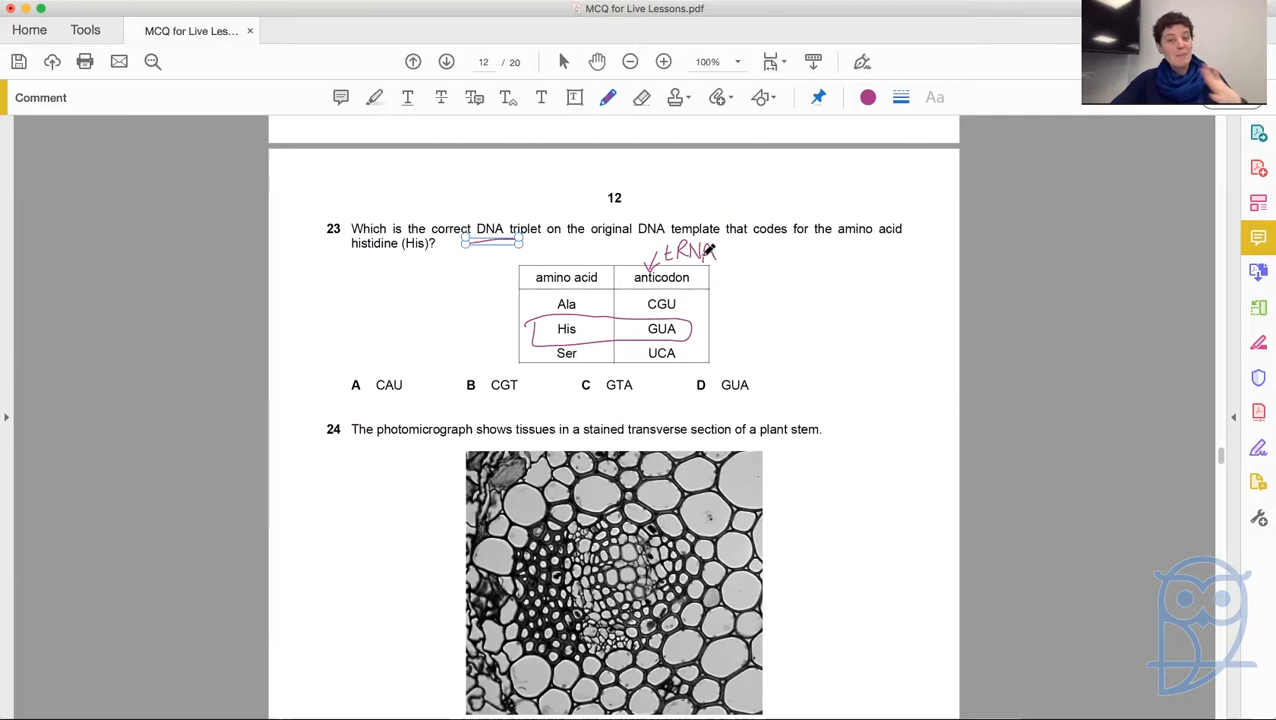 MCQ for Live Lessons.pdf
Home
Tools
MCQ for Live Les... ×
12 / 20
100%
Comment
Aa
12
23 Which is the correct DNA triplet on the original DNA template that codes for the amino acid
histidine (His)?
tRNA
amino acid anticodon
Ala CGU
His GUA
Ser UCA
A CAU B CGT C GTA D GUA
24 The photomicrograph shows tissues in a stained transverse section of a plant stem.